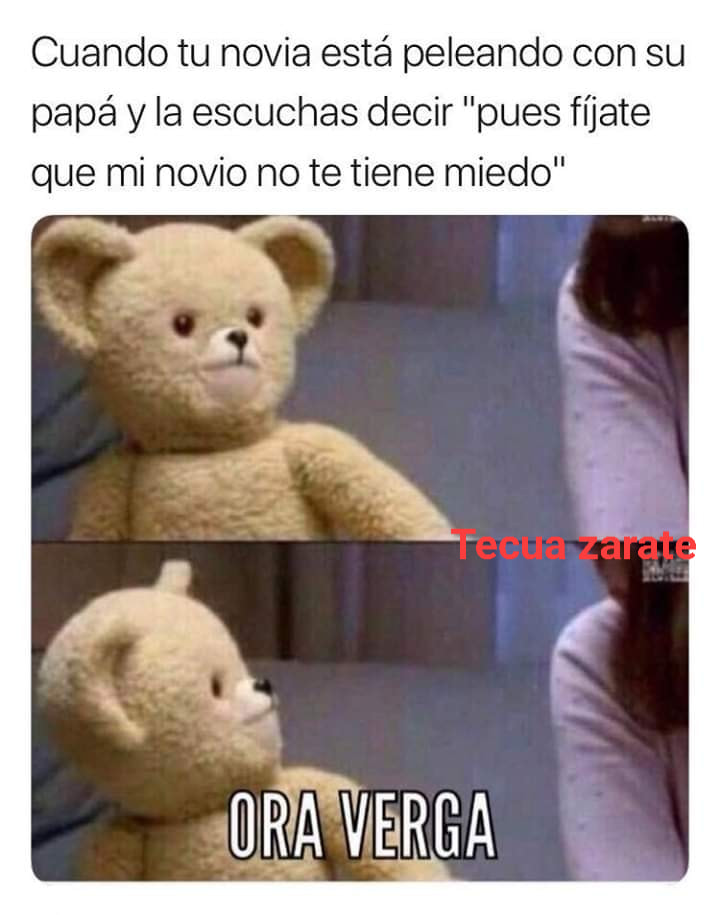 Cuando tu novia está peleando con su
papá y la escuchas decir "pues fíjate
que mi novio no te tiene miedo"
Tecua zarate
ORA VERGA